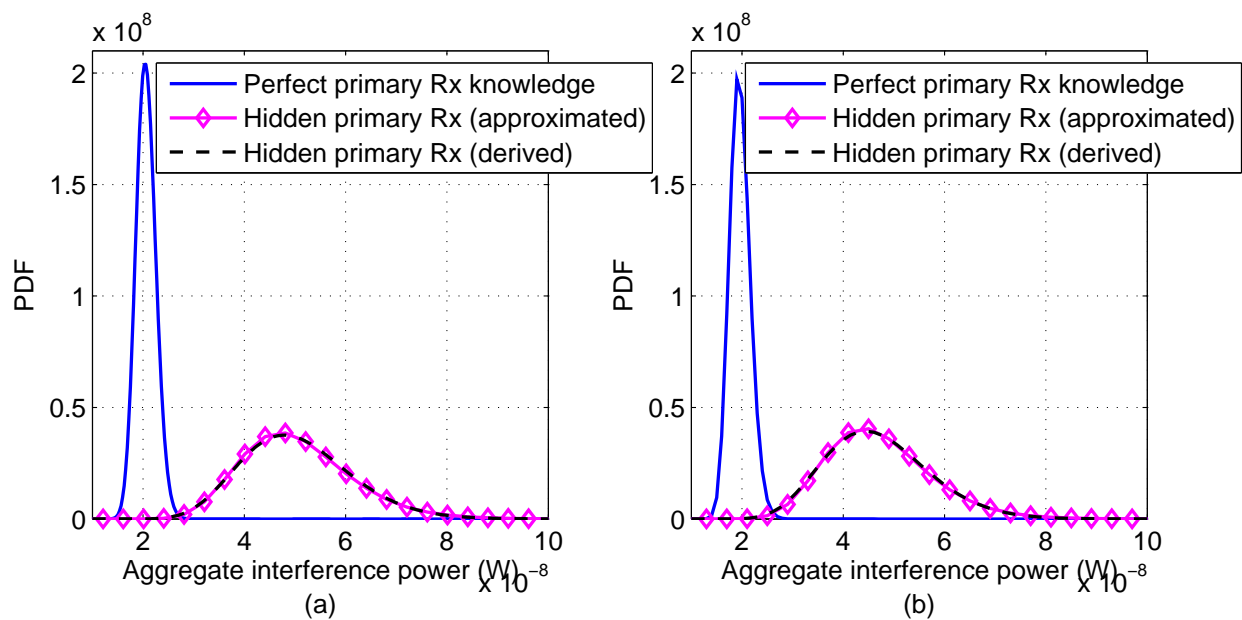 x 10^8
2
1.5
1
0.5
0
PDF
Perfect primary Rx knowledge
Hidden primary Rx (approximated)
Hidden primary Rx (derived)
2 4 6 8 10
Aggregate interference power (W)
x 10^−8
(a)
x 10^8
2
1.5
1
0.5
0
PDF
Perfect primary Rx knowledge
Hidden primary Rx (approximated)
Hidden primary Rx (derived)
2 4 6 8 10
Aggregate interference power (W)
x 10^−8
(b)